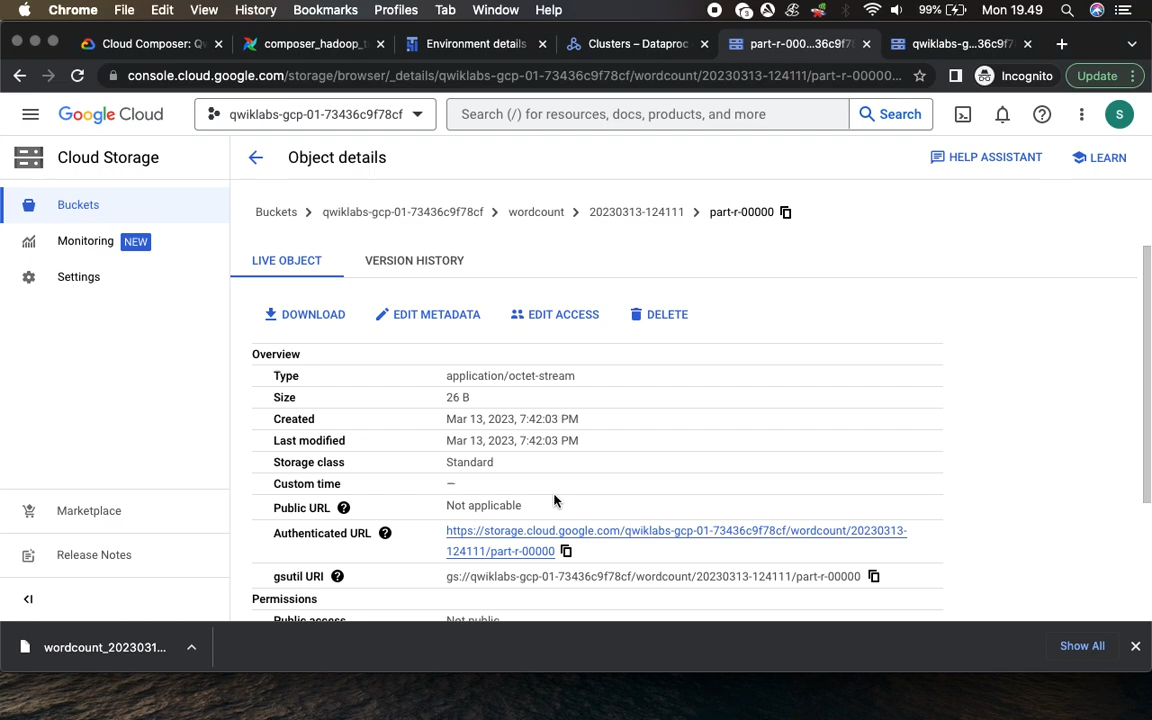 Chrome File Edit View History Bookmarks Profiles Tab Window Help 3 99% Mon 19.49
Cloud Composer: Q composer_hadoop_t Environment details Clusters – Dataproc part-r-000...36c9f7 qwiklabs-g...36c9f7
console.cloud.google.com/storage/browser/_details/qwiklabs-gcp-01-73436c9f78cf/wordcount/20230313-124111/part-r-00000... Incognito Update
Google Cloud qwiklabs-gcp-01-73436c9f78cf Search (/) for resources, docs, products, and more Search S
Cloud Storage Object details HELP ASSISTANT LEARN
Buckets
Monitoring NEW
Settings
Buckets > qwiklabs-gcp-01-73436c9f78cf > wordcount > 20230313-124111 > part-r-00000
LIVE OBJECT VERSION HISTORY
DOWNLOAD EDIT METADATA EDIT ACCESS DELETE
Overview
Type application/octet-stream
Size 26 B
Created Mar 13, 2023, 7:42:03 PM
Last modified Mar 13, 2023, 7:42:03 PM
Storage class Standard
Custom time —
Public URL Not applicable
Authenticated URL https://storage.cloud.google.com/qwiklabs-gcp-01-73436c9f78cf/wordcount/20230313-
124111/part-r-00000
gsutil URI gs://qwiklabs-gcp-01-73436c9f78cf/wordcount/20230313-124111/part-r-00000
Permissions
Public access Not public
Marketplace
Release Notes
wordcount_2023031... Show All